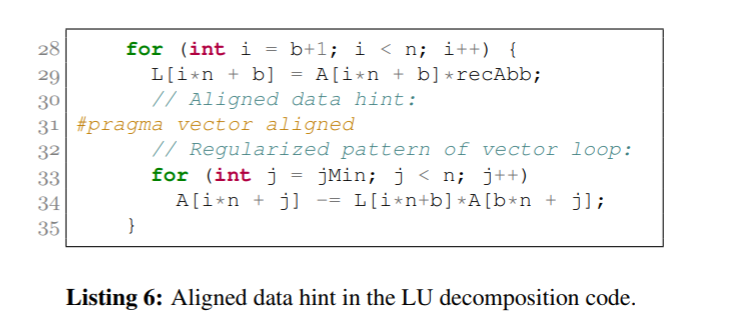 28 for (int i = b+1; i < n; i++) {
29 L[i*n + b] = A[i*n + b]*recAbb;
30 // Aligned data hint:
31 #pragma vector aligned
32 // Regularized pattern of vector loop:
33 for (int j = jMin; j < n; j++)
34 A[i*n + j] -= L[i*n+b]*A[b*n + j];
35 }
Listing 6: Aligned data hint in the LU decomposition code.